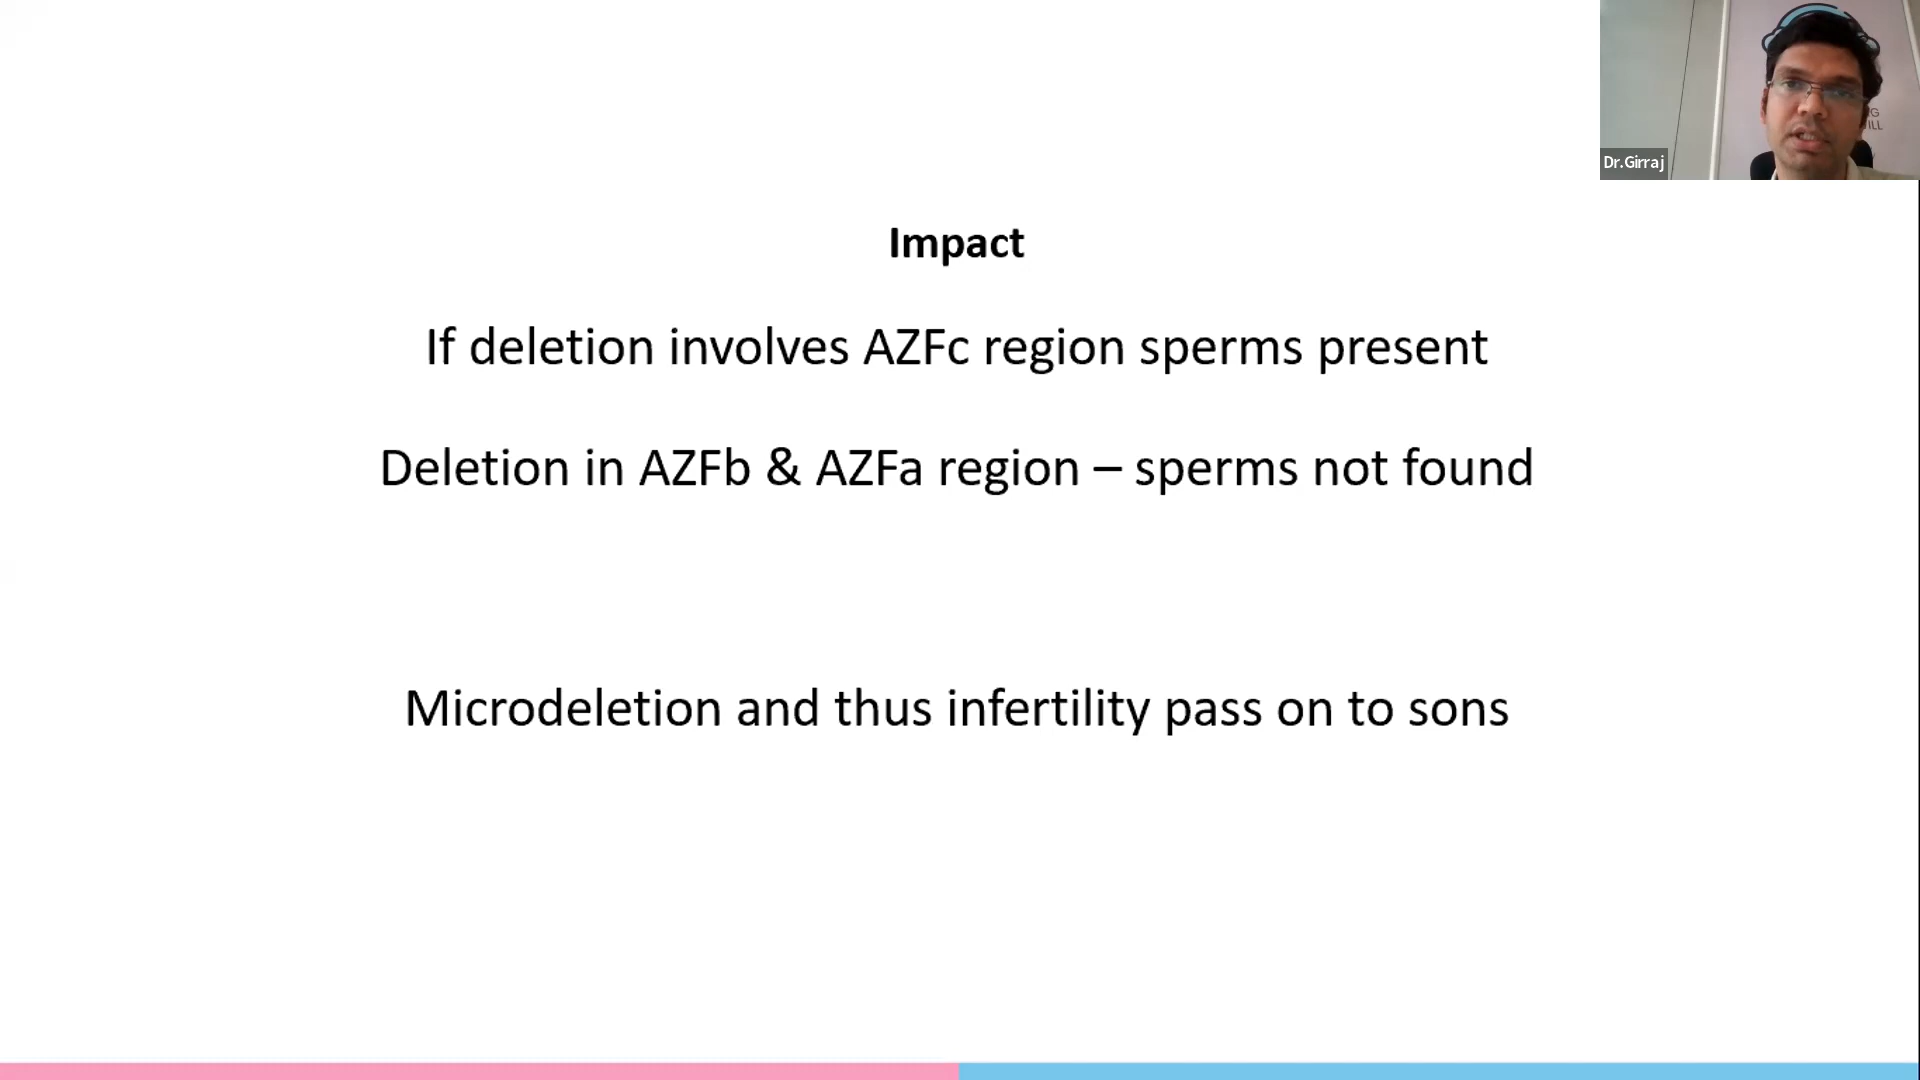 Dr.Girraj
Impact
If deletion involves AZFc region sperms present
Deletion in AZFb & AZFa region – sperms not found
Microdeletion and thus infertility pass on to sons